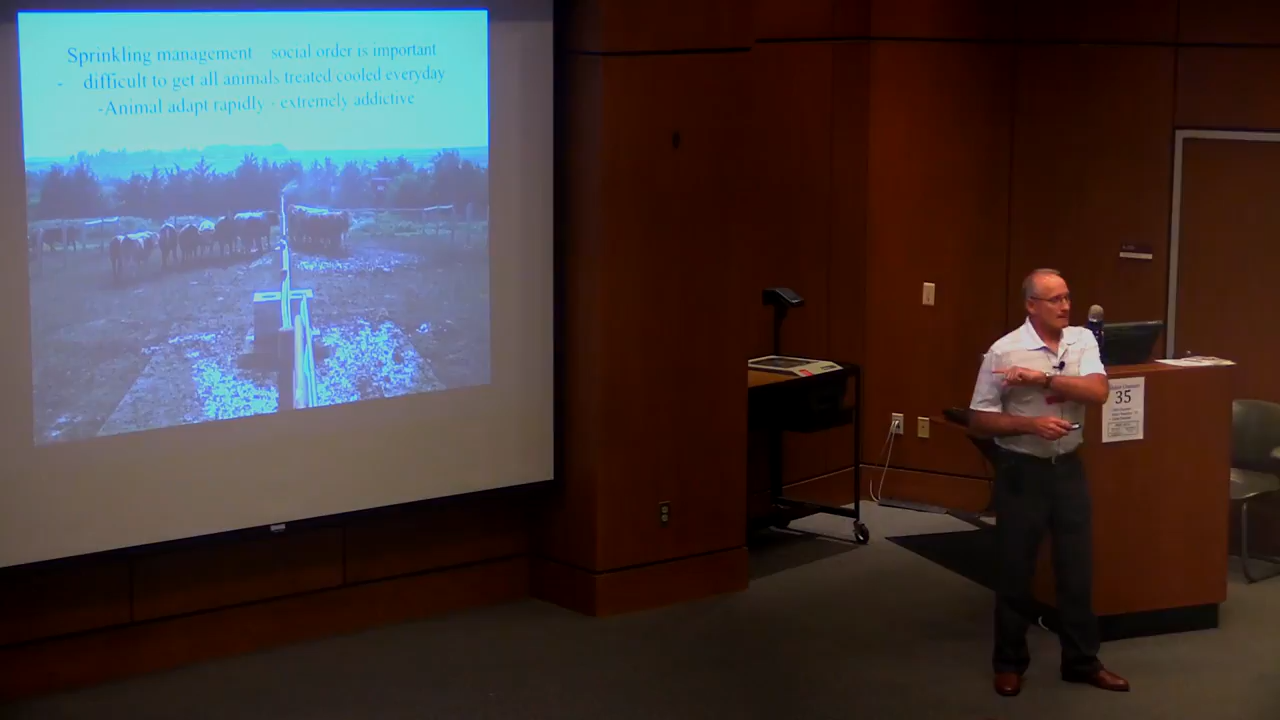 Sprinkling management social order is important
- difficult to get all animals treated cooled everyday
-Animal adapt rapidly - extremely addictive
35